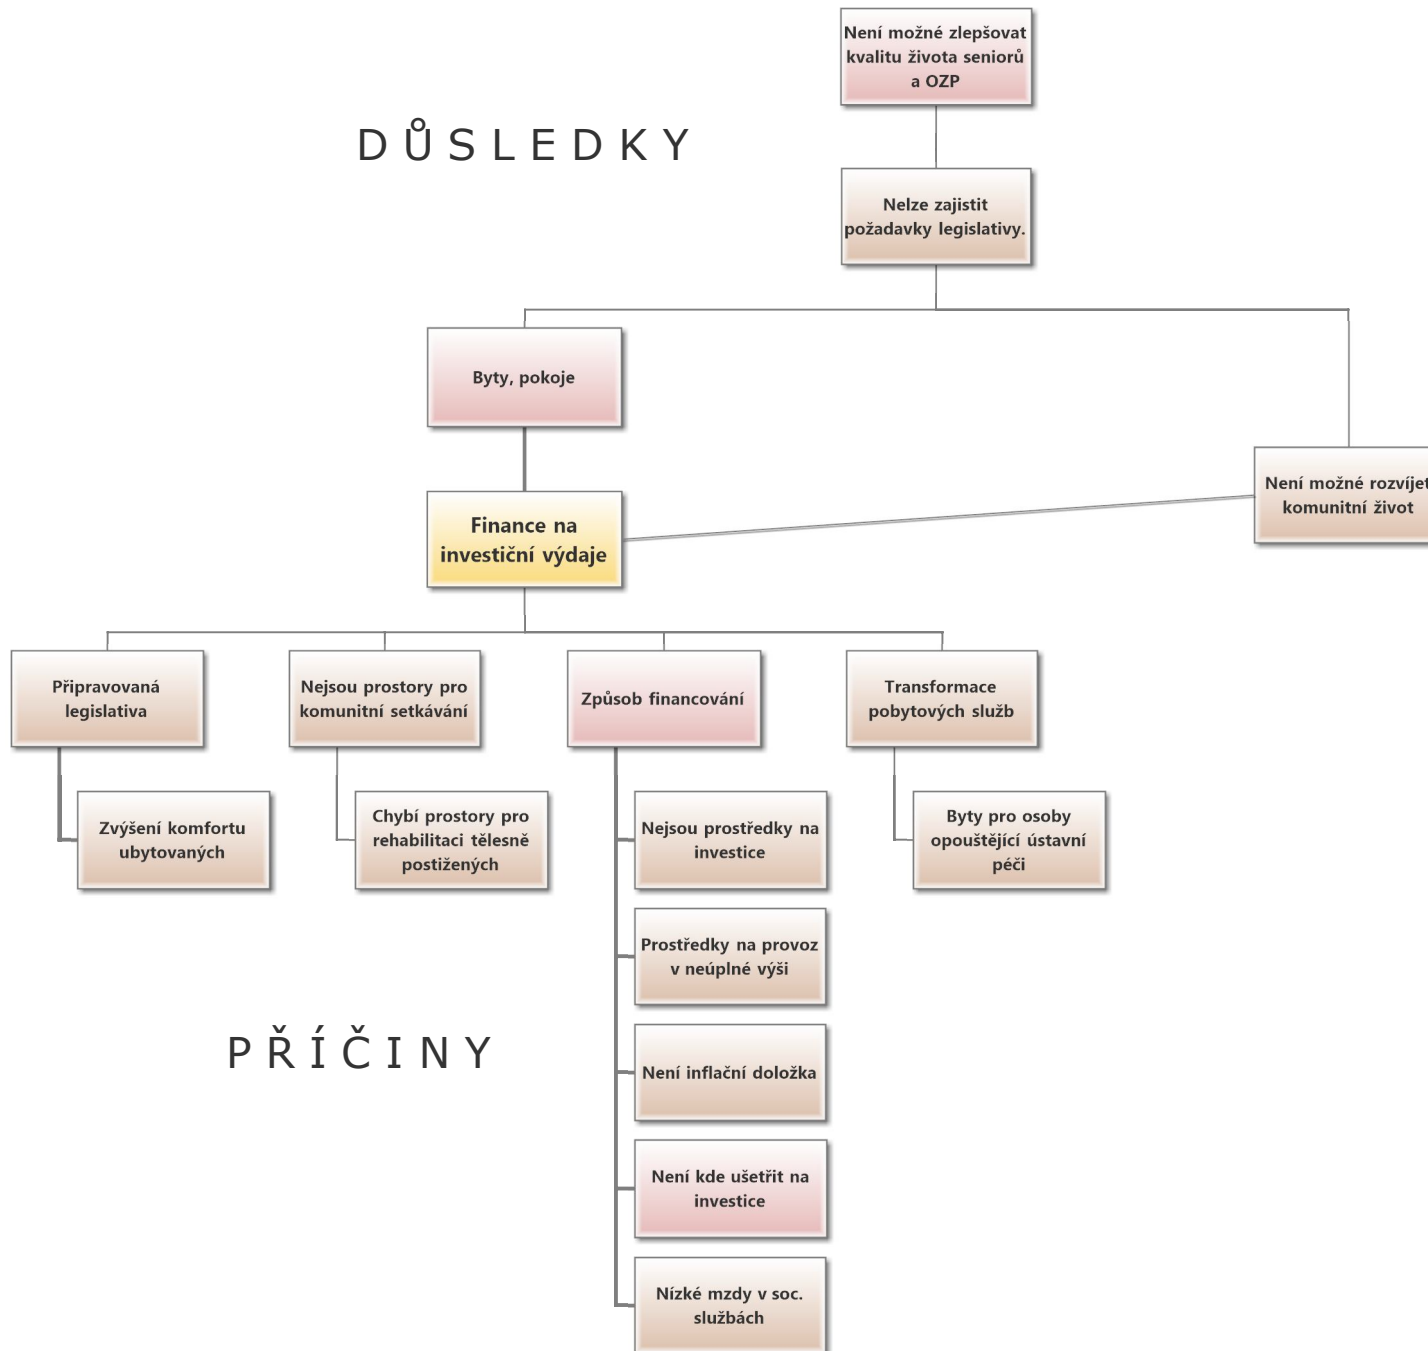 Není možné zlepšovat
kvalitu života seniorů
a OZP
D Ů S L E D K Y
Nelze zajistit
požadavky legislativy.
Byty, pokoje
Není možné rozvíjet
komunitní život
Finance na
investiční výdaje
Připravovaná
legislativa
Nejsou prostory pro
komunitní setkávání
Způsob financování
Transformace
pobytových služb
Zvýšení komfortu
ubytovaných
Chybí prostory pro
rehabilitaci tělesně
postižených
Nejsou prostředky na
investice
Byty pro osoby
opouštějící ústavní
péči
Prostředky na provoz
v neúplné výši
P Ř Í Č I N Y
Není inflační doložka
Není kde ušetřit na
investice
Nízké mzdy v soc.
službách